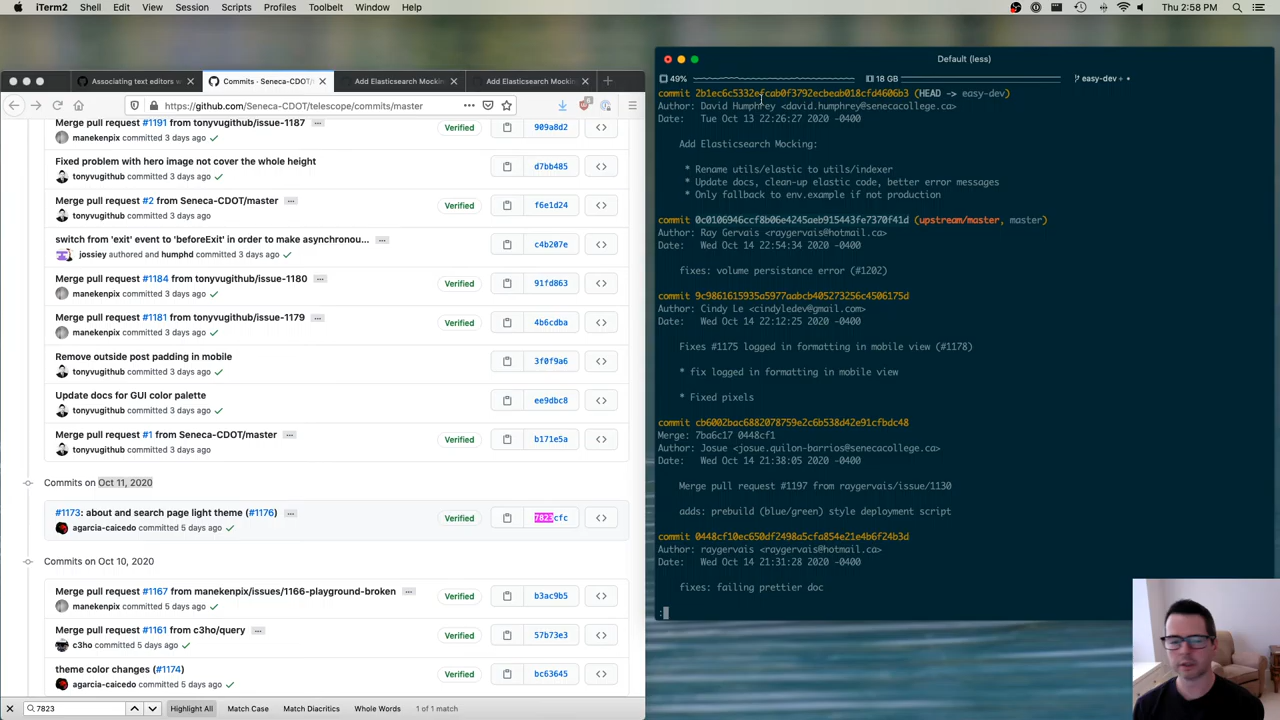 iTerm2 Shell Edit View Session Scripts Profiles Toolbelt Window Help
Thu 2:58 PM
Associating text editors w
Commits · Seneca-CDOT/t
Add Elasticsearch Mockin
Add Elasticsearch Mockin
https://github.com/Seneca-CDOT/telescope/commits/master
Merge pull request #1191 from tonyvugithub/issue-1187
manekenpix committed 3 days ago
Verified
909a8d2
Fixed problem with hero image not cover the whole height
tonyvugithub committed 3 days ago
d7bb485
Merge pull request #2 from Seneca-CDOT/master
tonyvugithub committed 3 days ago
Verified
f6e1d24
switch from 'exit' event to 'beforeExit' in order to make asynchronou...
jossiey authored and humphd committed 3 days ago
Verified
c4b207e
Merge pull request #1184 from tonyvugithub/issue-1180
manekenpix committed 3 days ago
Verified
91fd863
Merge pull request #1181 from tonyvugithub/issue-1179
manekenpix committed 3 days ago
Verified
4b6cdba
Remove outside post padding in mobile
tonyvugithub committed 3 days ago
3f0f9a6
Update docs for GUI color palette
tonyvugithub committed 3 days ago
ee9dbc8
Merge pull request #1 from Seneca-CDOT/master
tonyvugithub committed 3 days ago
Verified
b171e5a
Commits on Oct 11, 2020
#1173: about and search page light theme (#1176)
agarcia-caicedo committed 5 days ago
Verified
7823cfc
Commits on Oct 10, 2020
Merge pull request #1167 from manekenpix/issues/1166-playground-broken
manekenpix committed 5 days ago
Verified
b3ac9b5
Merge pull request #1161 from c3ho/query
c3ho committed 5 days ago
Verified
57b73e3
theme color changes (#1174)
agarcia-caicedo committed 5 days ago
Verified
bc63645
7823
Highlight All Match Case Match Diacritics Whole Words 1 of 1 match
Default (less)
49% 18 GB easy-dev +
commit 2b1ec6c5332efcab0f3792ecbeab018cfd4606b3 (HEAD -> easy-dev)
Author: David Humphrey <david.humphrey@senecacollege.ca>
Date: Tue Oct 13 22:26:27 2020 -0400
Add Elasticsearch Mocking:
* Rename utils/elastic to utils/indexer
* Update docs, clean-up elastic code, better error messages
* Only fallback to env.example if not production
commit 0c0106946ccf8b06e4245aeb915443fe7370f41d (upstream/master, master)
Author: Ray Gervais <raygervais@hotmail.ca>
Date: Wed Oct 14 22:54:34 2020 -0400
fixes: volume persistance error (#1202)
commit 9c9861615935a5977aabcb405273256c4506175d
Author: Cindy Le <cindyledev@gmail.com>
Date: Wed Oct 14 22:12:25 2020 -0400
Fixes #1175 logged in formatting in mobile view (#1178)
* fix logged in formatting in mobile view
* Fixed pixels
commit cb6002bac6882078759e2c6b538d42e91cfbdc48
Merge: 7ba6c17 0448cf1
Author: Josue <josue.quilon-barrios@senecacollege.ca>
Date: Wed Oct 14 21:38:05 2020 -0400
Merge pull request #1197 from raygervais/issue/1130
adds: prebuild (blue/green) style deployment script
commit 0448cf10ec650df2498a5cfa854e21e4b6f24b3d
Author: raygervais <raygervais@hotmail.ca>
Date: Wed Oct 14 21:31:28 2020 -0400
fixes: failing prettier doc
: